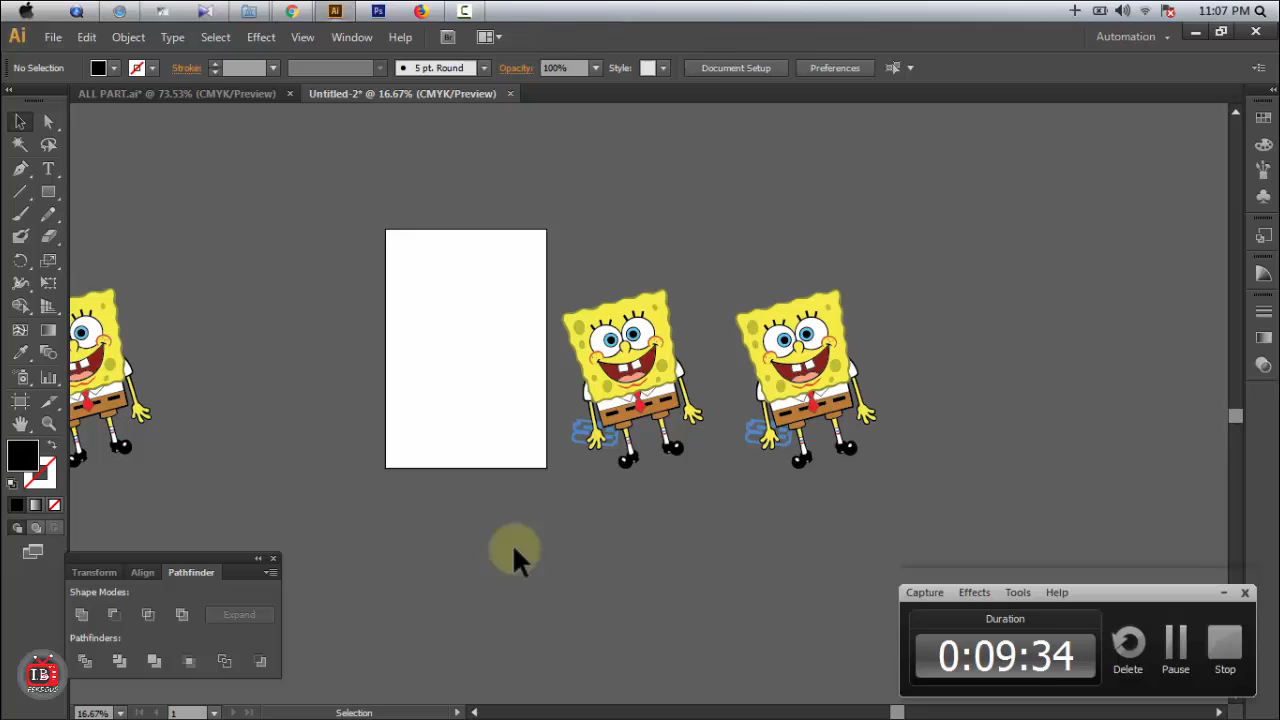 11:07 PM
Ai File Edit Object Type Select Effect View Window Help Br Automation
No Selection Stroke: 5 pt. Round Opacity: 100% Style: Document Setup Preferences
ALL PART.ai* @ 73.53% (CMYK/Preview) × Untitled-2* @ 16.67% (CMYK/Preview) ×
Transform Align Pathfinder
Shape Modes:
Expand
Pathfinders:
Capture Effects Tools Help
Duration
0:09:34
Delete Pause Stop
16.67% 1 Selection